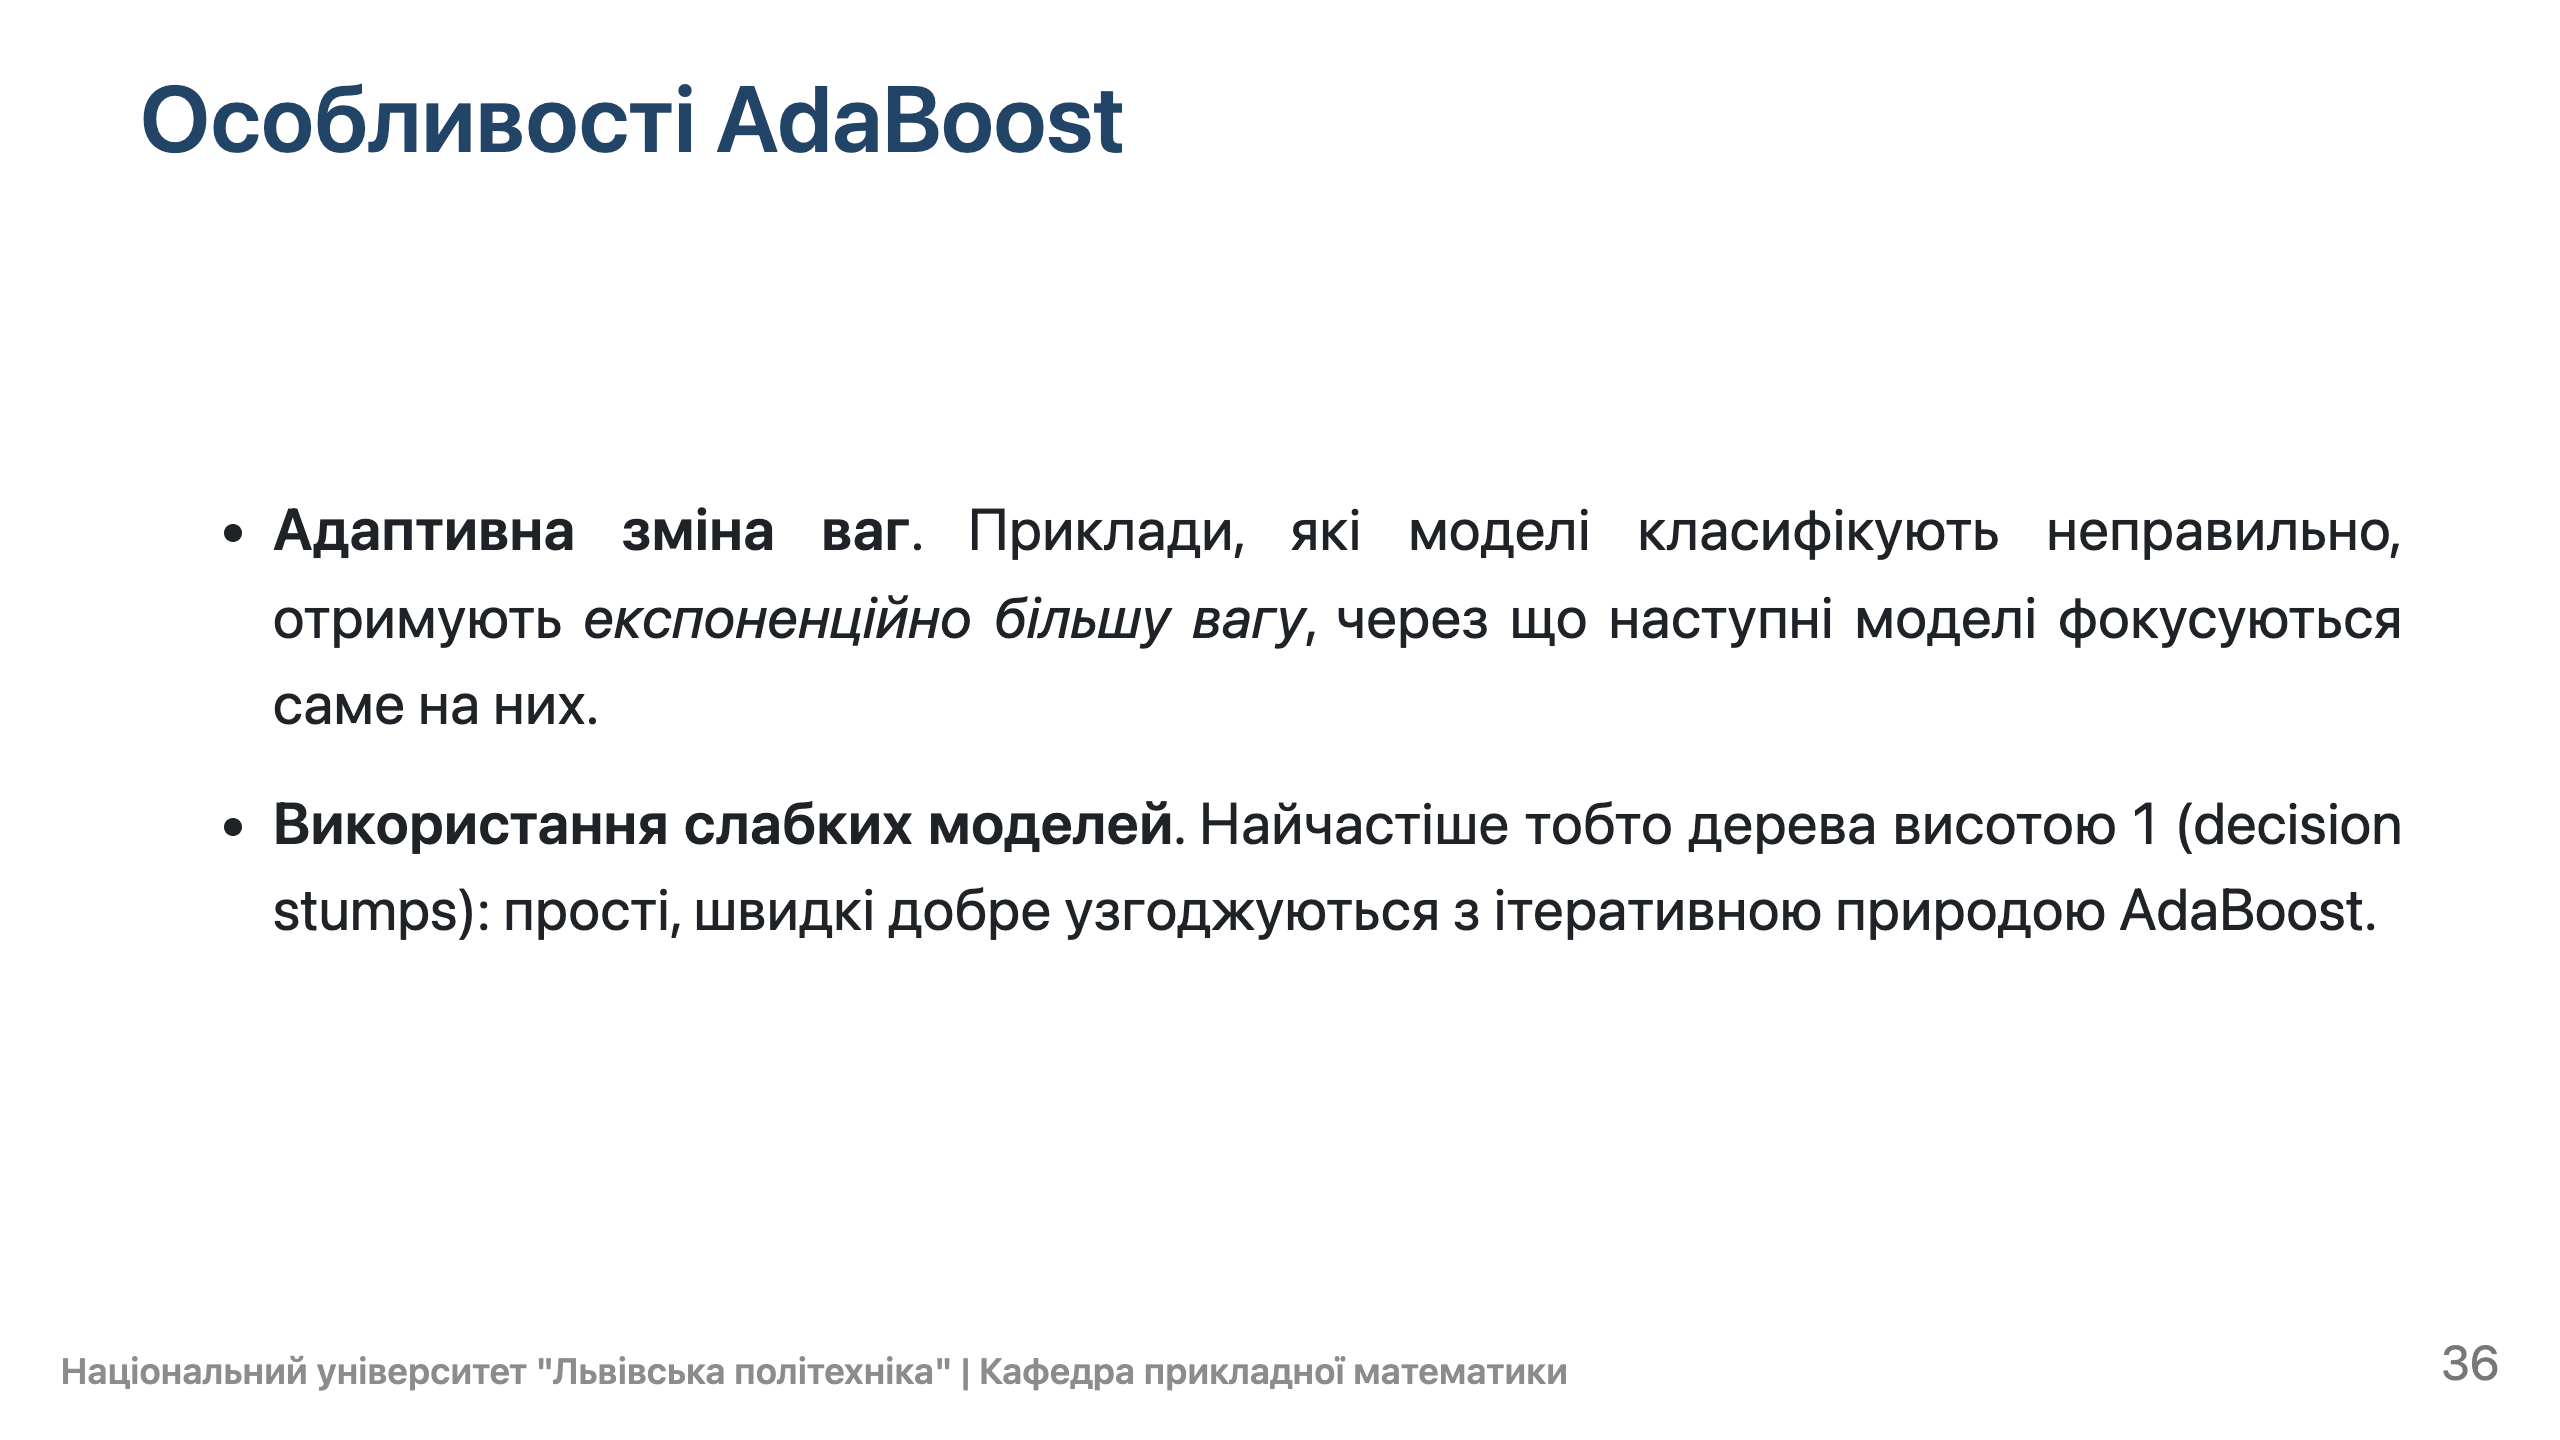 Особливості AdaBoost
• Адаптивна зміна ваг. Приклади, які моделі класифікують неправильно,
отримують експоненційно більшу вагу, через що наступні моделі фокусуються
саме на них.
• Використання слабких моделей. Найчастіше тобто дерева висотою 1 (decision
stumps): прості, швидкі добре узгоджуються з ітеративною природою AdaBoost.
Національний університет "Львівська політехніка" | Кафедра прикладної математики
36